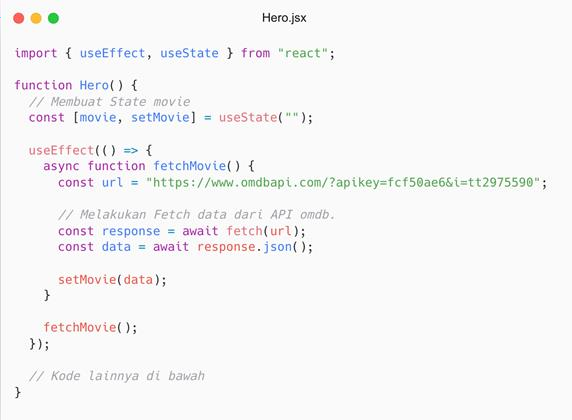 Hero.jsx
import { useEffect, useState } from "react";
function Hero() {
// Membuat State movie
const [movie, setMovie] = useState("");
useEffect(() => {
async function fetchMovie() {
const url = "https://www.omdbapi.com/?apikey=fcf50ae6&i=tt2975590";
// Melakukan Fetch data dari API omdb.
const response = await fetch(url);
const data = await response.json();
setMovie(data);
}
fetchMovie();
});
// Kode lainnya di bawah
}